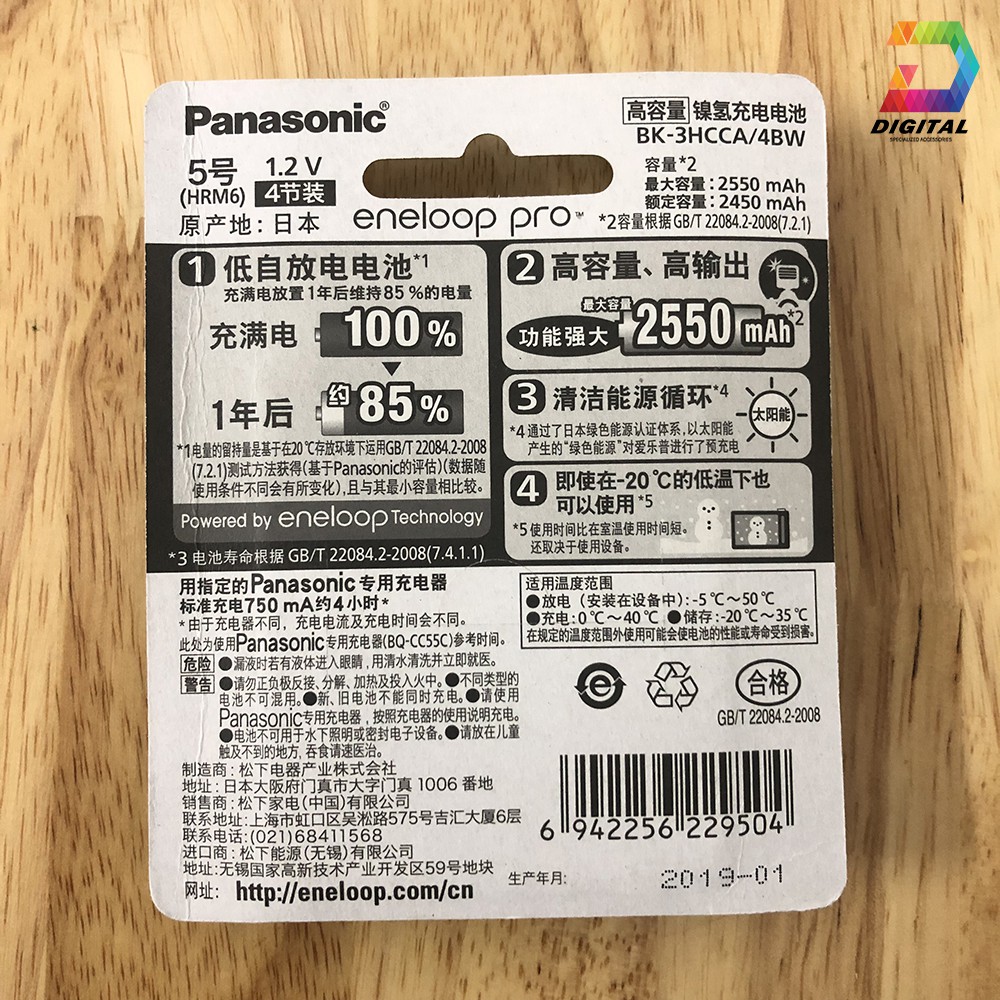 DIGITAL
SPECIALIZED ACCESSORIES
Panasonic®
高容量 镍氢充电电池
BK-3HCCA/4BW
5号 1.2 V
(HRM6) 4节装
原产地: 日本
eneloop pro™
容量*2
最大容量: 2550 mAh
额定容量: 2450 mAh
*2容量根据GB/T 22084.2-2008(7.2.1)
1 低自放电电池*1
充满电放置1年后维持85 %的电量
充满电 100%
1年后 约85%
*1电量的留持量是基于在20 ℃存放环境下运用GB/T 22084.2-2008
(7.2.1)测试方法获得(基于Panasonic的评估)(数据随
使用条件不同会有所变化),且与其最小容量相比较。
Powered by eneloop Technology
*3 电池寿命根据 GB/T 22084.2-2008(7.4.1.1)
2 高容量、高输出
功能强大 最大容量 2550 mAh*2
3 清洁能源循环*4
太阳能
*4 通过了日本绿色能源认证体系,以太阳能
产生的“绿色能源”对爱乐普进行了预充电
4 即使在-20 ℃的低温下也
可以使用*5
*5 使用时间比在室温使用时间短。
还取决于使用设备。
用指定的Panasonic专用充电器
标准充电750 mA约4小时*
*由于充电器不同，充电电流及充电时间会不同。
此处为使用Panasonic专用充电器(BQ-CC55C)参考时间。
危险 ●漏液时若有液体进入眼睛，用清水清洗并立即就医。
警告 ●请勿正负极反接、分解、加热及投入火中。●不同类型的
电池不可混用。●新、旧电池不能同时充电。●请使用
Panasonic专用充电器，按照充电器的使用说明充电。
●电池不可用于水下照明或密封电子设备。●请放在儿童
触及不到的地方, 吞食请速医治。
适用温度范围
●放电（安装在设备中）: -5 ℃~50 ℃
●充电: 0 ℃~40 ℃ ●储存: -20 ℃~35 ℃
在规定的温度范围外使用可能会使电池的性能或寿命受到损害。
合格
GB/T 22084.2-2008
制造商: 松下电器产业株式会社
地址: 日本大阪府门真市大字门真 1006 番地
销售商: 松下家电(中国)有限公司
联系地址: 上海市虹口区吴淞路575号吉汇大厦6层
联系电话: (021)68411568
进口商: 松下能源(无锡)有限公司
地址: 无锡国家高新技术产业开发区59号地块
网址: http://eneloop.com/cn
6 942256 229504
生产年月: 2019-01